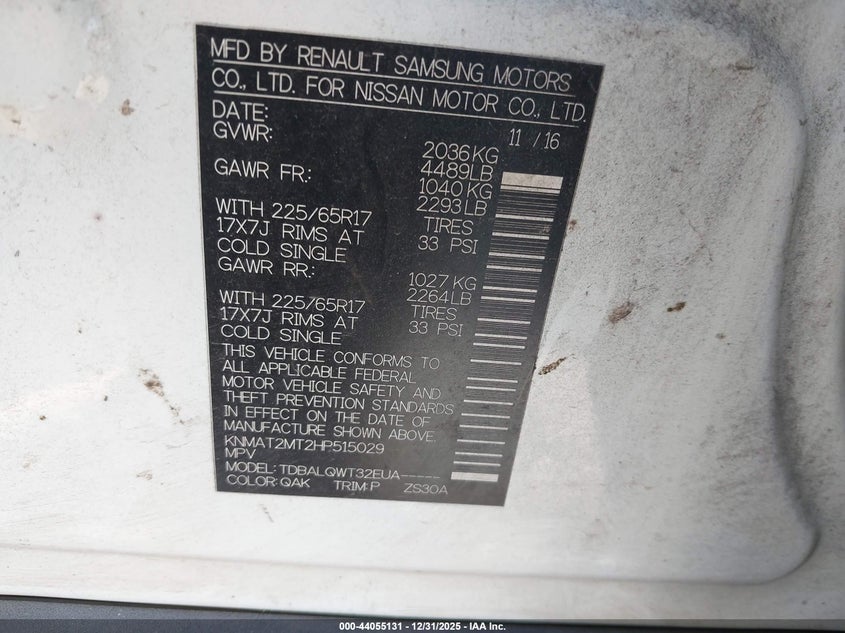 MFD BY RENAULT SAMSUNG MOTORS
CO., LTD. FOR NISSAN MOTOR CO., LTD.
DATE: 11 / 16
GVWR: 2036KG
4489LB
GAWR FR.: 1040KG
2293LB
WITH 225/65R17 TIRES
17X7J RIMS AT 33 PSI
COLD SINGLE
GAWR RR.: 1027KG
2264LB
WITH 225/65R17 TIRES
17X7J RIMS AT 33 PSI
COLD SINGLE
THIS VEHICLE CONFORMS TO
ALL APPLICABLE FEDERAL
MOTOR VEHICLE SAFETY AND
THEFT PREVENTION STANDARDS
IN EFFECT ON THE DATE OF
MANUFACTURE SHOWN ABOVE.
KNMAT2MT2HP515029
MPV
MODEL: TDBALQWT32EUA-----
COLOR: QAK TRIM: P ZS30A
000-44055131 - 12/31/2025 - IAA Inc.